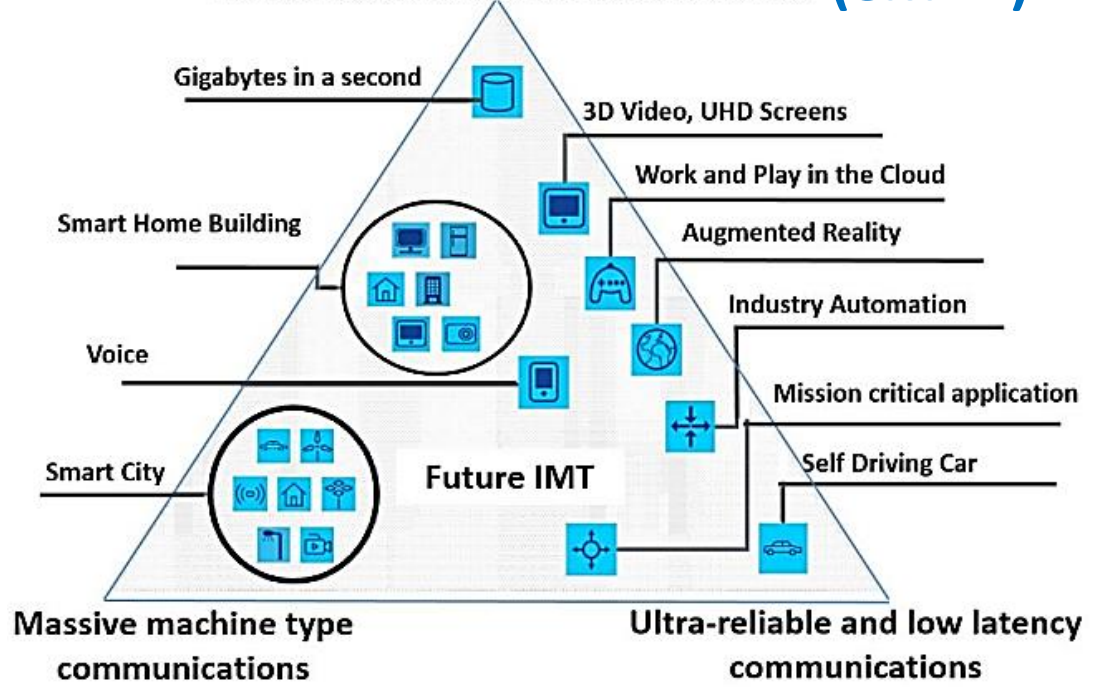 Gigabytes in a second
3D Video, UHD Screens
Work and Play in the Cloud
Smart Home Building
Augmented Reality
Industry Automation
Voice
Mission critical application
Self Driving Car
Smart City
Future IMT
Massive machine type
communications
Ultra-reliable and low latency
communications